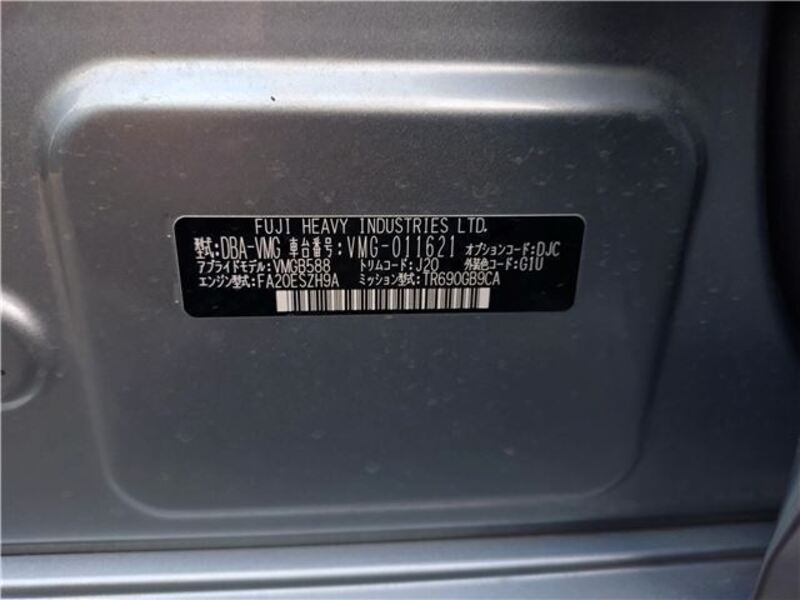 FUJI HEAVY INDUSTRIES LTD.
型式:DBA-VMG 車台番号:VMG-011621 オプションコード:DJC
アプライドモデル:VMGB588 トリムコード:J20 外装色コード:G1U
エンジン型式:FA20ESZH9A ミッション型式:TR690GB9CA